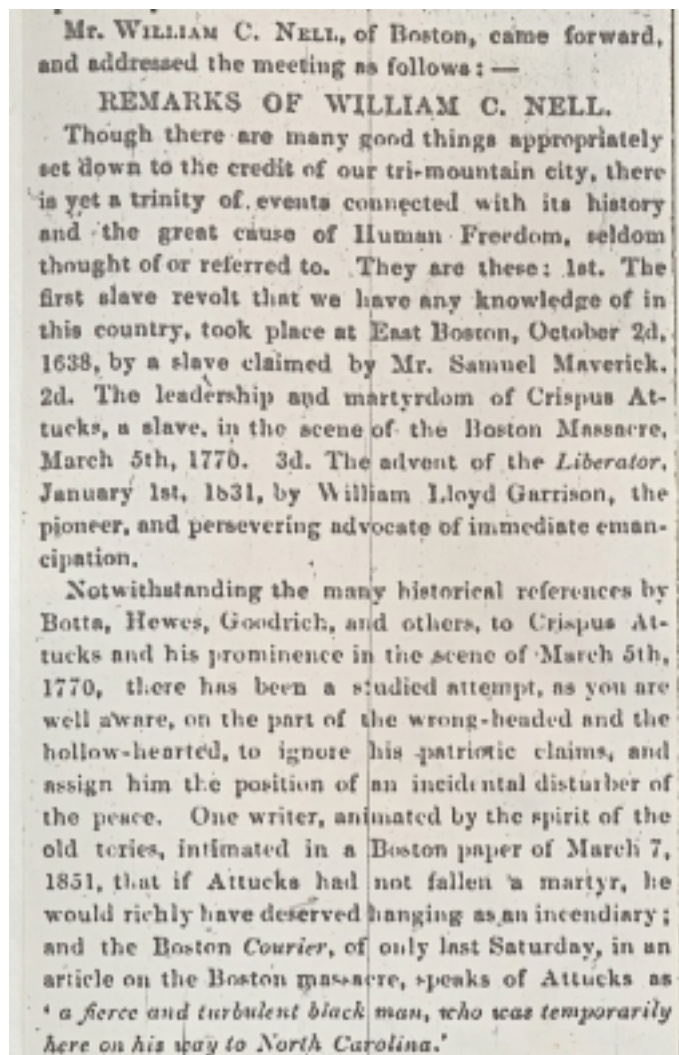 Mr. WILLIAM C. NELL, of Boston, came forward,
and addressed the meeting as follows: —
REMARKS OF WILLIAM C. NELL.
Though there are many good things appropriately
set down to the credit of our tri-mountain city, there
is yet a trinity of events connected with its history
and the great cause of Human Freedom, seldom
thought of or referred to. They are these: 1st. The
first slave revolt that we have any knowledge of in
this country, took place at East Boston, October 2d,
1638, by a slave claimed by Mr. Samuel Maverick.
2d. The leadership and martyrdom of Crispus At-
tucks, a slave, in the scene of the Boston Massacre,
March 5th, 1770. 3d. The advent of the Liberator,
January 1st, 1831, by William Lloyd Garrison, the
pioneer, and persevering advocate of immediate eman-
cipation.
Notwithstanding the many historical references by
Botta, Hewes, Goodrich, and others, to Crispus At-
tucks and his prominence in the scene of March 5th,
1770, there has been a studied attempt, as you are
well aware, on the part of the wrong-headed and the
hollow-hearted, to ignore his patriotic claims, and
assign him the position of an incidental disturber of
the peace. One writer, animated by the spirit of the
old tories, intimated in a Boston paper of March 7,
1851, that if Attucks had not fallen a martyr, he
would richly have deserved hanging as an incendiary;
and the Boston Courier, of only last Saturday, in an
article on the Boston massacre, speaks of Attucks as
' a fierce and turbulent black man, who was temporarily
here on his way to North Carolina.'